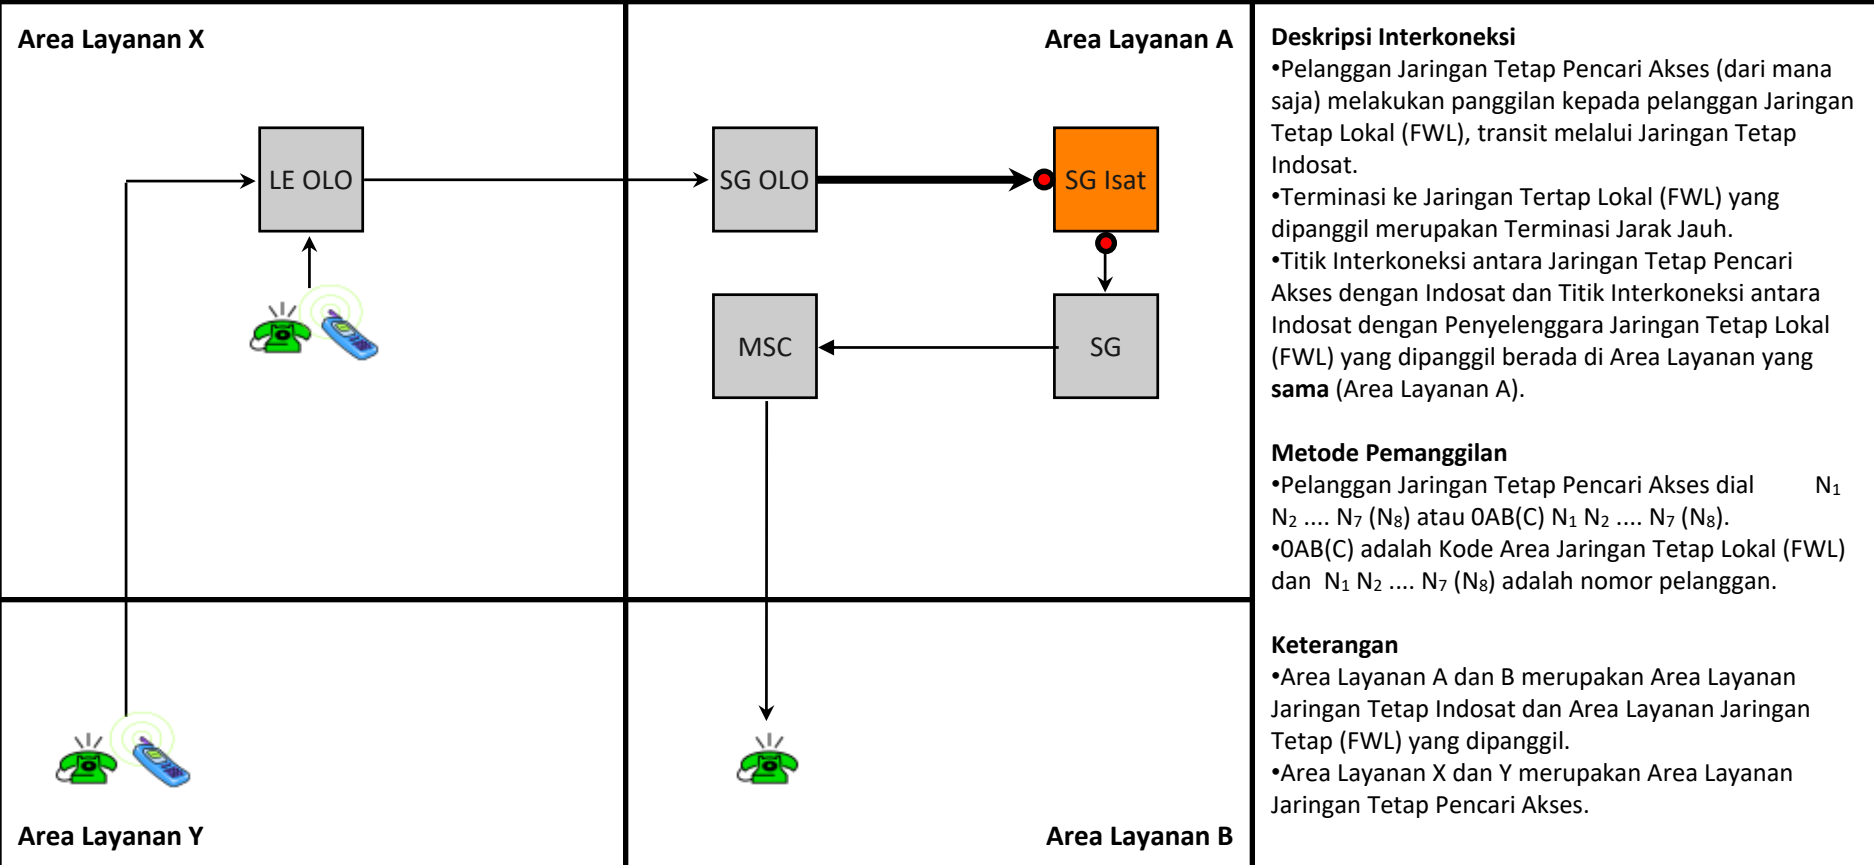 Area Layanan X
Area Layanan A
LE OLO
SG OLO
SG Isat
MSC
SG
Area Layanan Y
Area Layanan B
Deskripsi Interkoneksi
•Pelanggan Jaringan Tetap Pencari Akses (dari mana
saja) melakukan panggilan kepada pelanggan Jaringan
Tetap Lokal (FWL), transit melalui Jaringan Tetap
Indosat.
•Terminasi ke Jaringan Tertap Lokal (FWL) yang
dipanggil merupakan Terminasi Jarak Jauh.
•Titik Interkoneksi antara Jaringan Tetap Pencari
Akses dengan Indosat dan Titik Interkoneksi antara
Indosat dengan Penyelenggara Jaringan Tetap Lokal
(FWL) yang dipanggil berada di Area Layanan yang
sama (Area Layanan A).
Metode Pemanggilan
•Pelanggan Jaringan Tetap Pencari Akses dial N₁
N₂ .... N₇ (N₈) atau 0AB(C) N₁ N₂ .... N₇ (N₈).
•0AB(C) adalah Kode Area Jaringan Tetap Lokal (FWL)
dan N₁ N₂ .... N₇ (N₈) adalah nomor pelanggan.
Keterangan
•Area Layanan A dan B merupakan Area Layanan
Jaringan Tetap Indosat dan Area Layanan Jaringan
Tetap (FWL) yang dipanggil.
•Area Layanan X dan Y merupakan Area Layanan
Jaringan Tetap Pencari Akses.